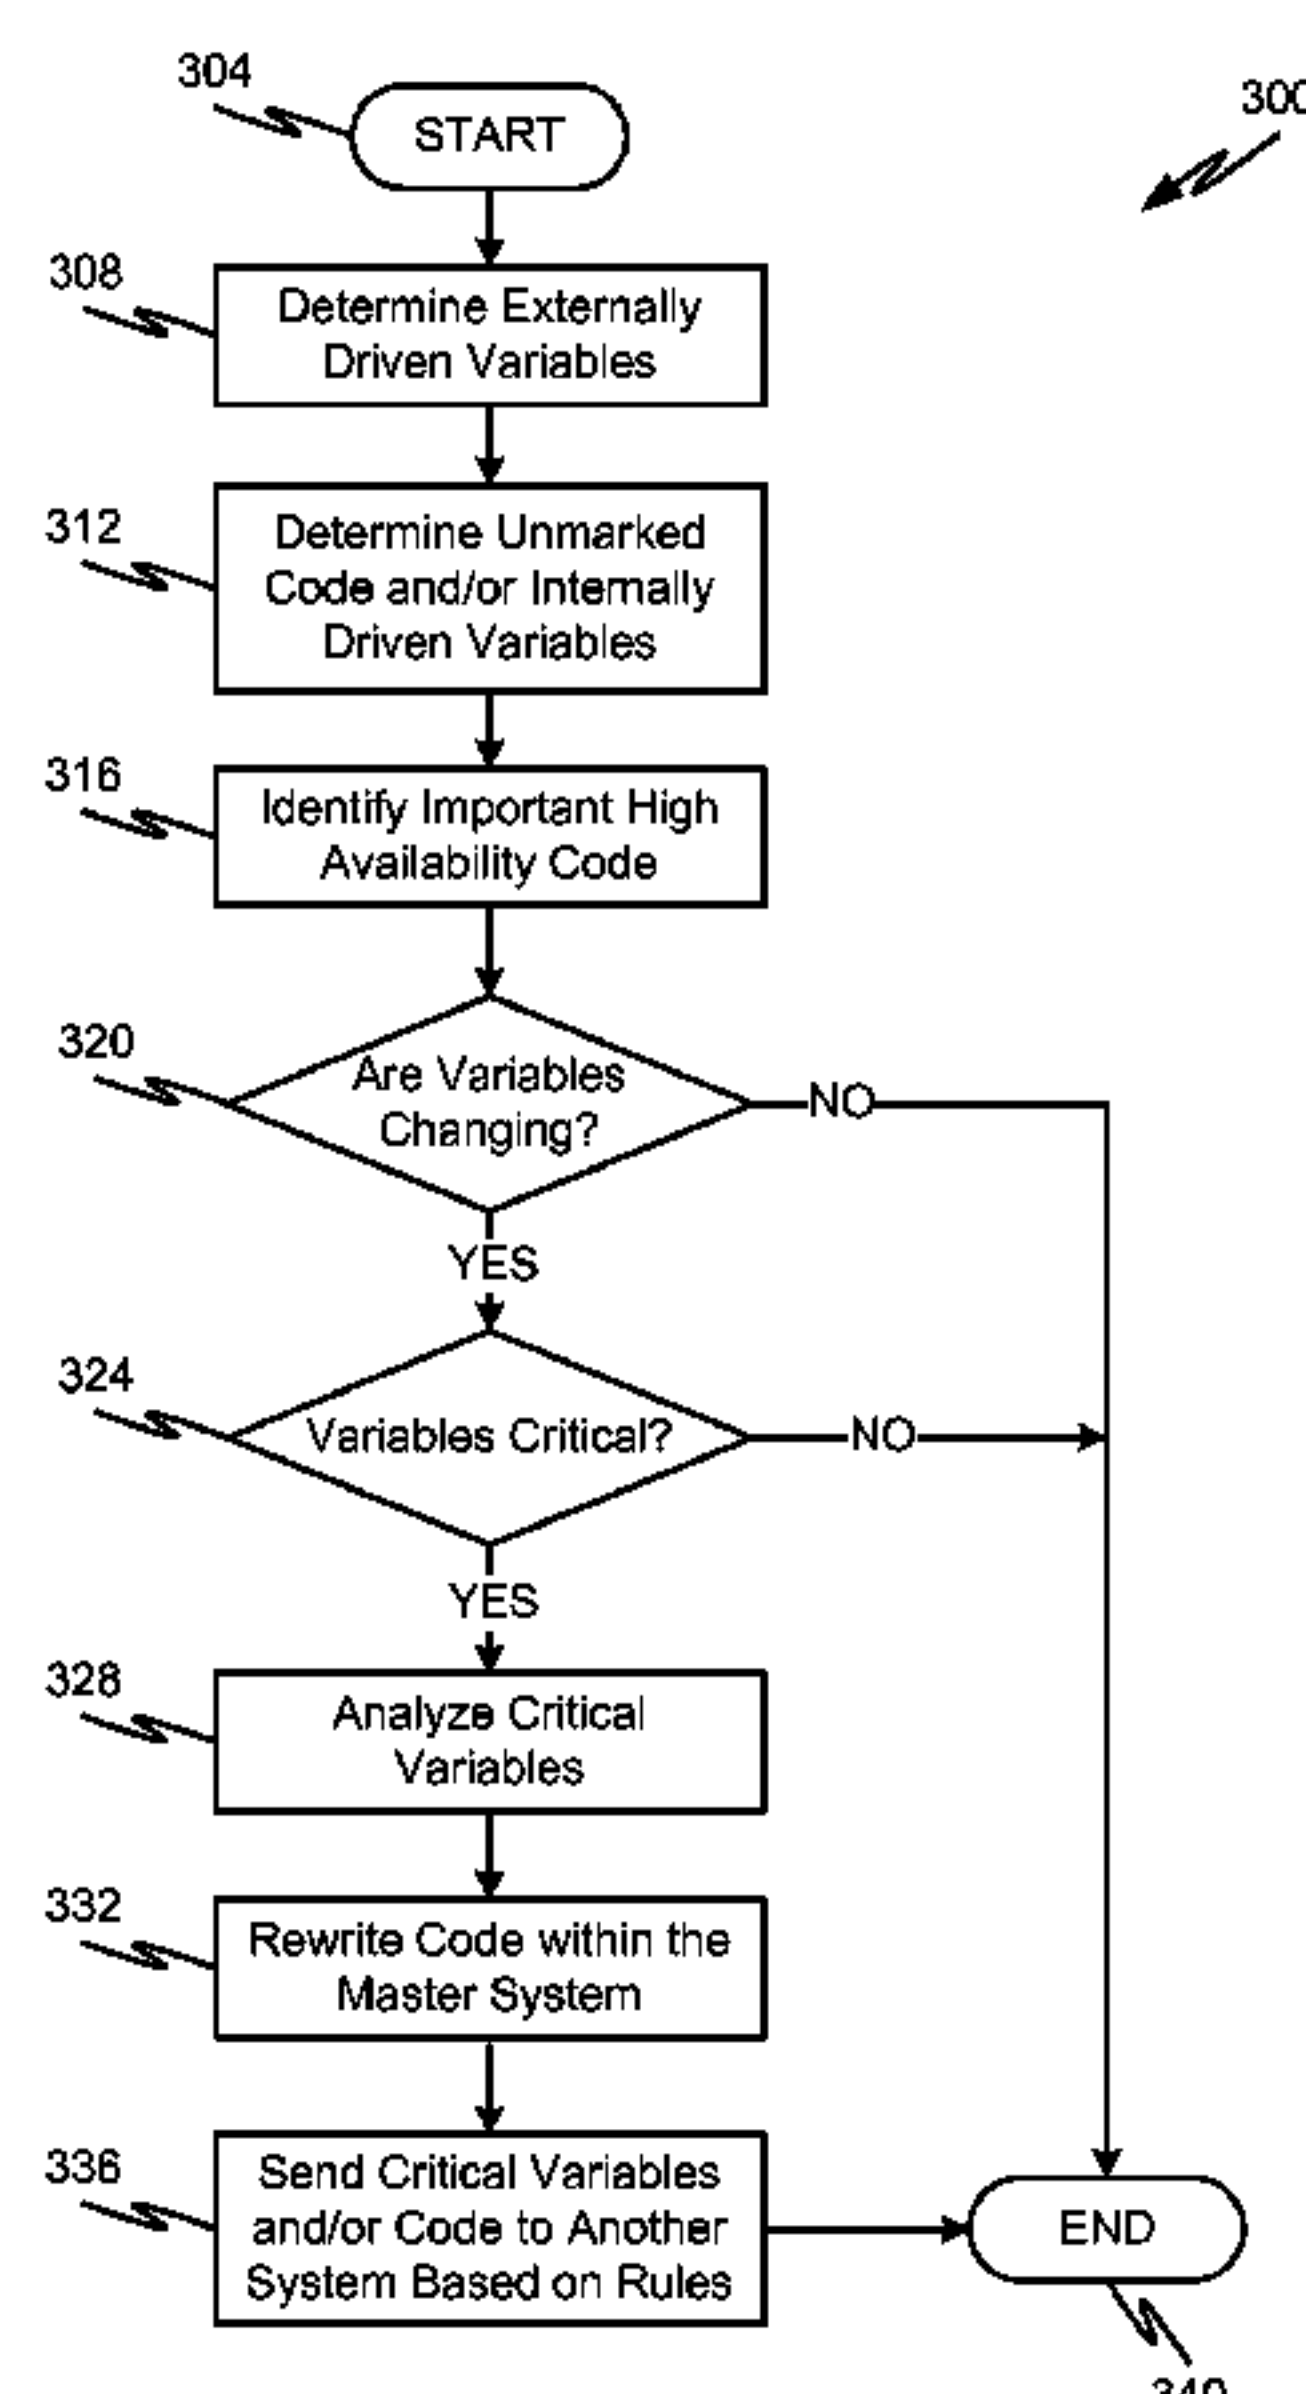 304
START
300
308
Determine Externally
Driven Variables
312
Determine Unmarked
Code and/or Internally
Driven Variables
316
Identify Important High
Availability Code
320
Are Variables
Changing?
NO
YES
324
Variables Critical?
NO
YES
328
Analyze Critical
Variables
332
Rewrite Code within the
Master System
336
Send Critical Variables
and/or Code to Another
System Based on Rules
END
340